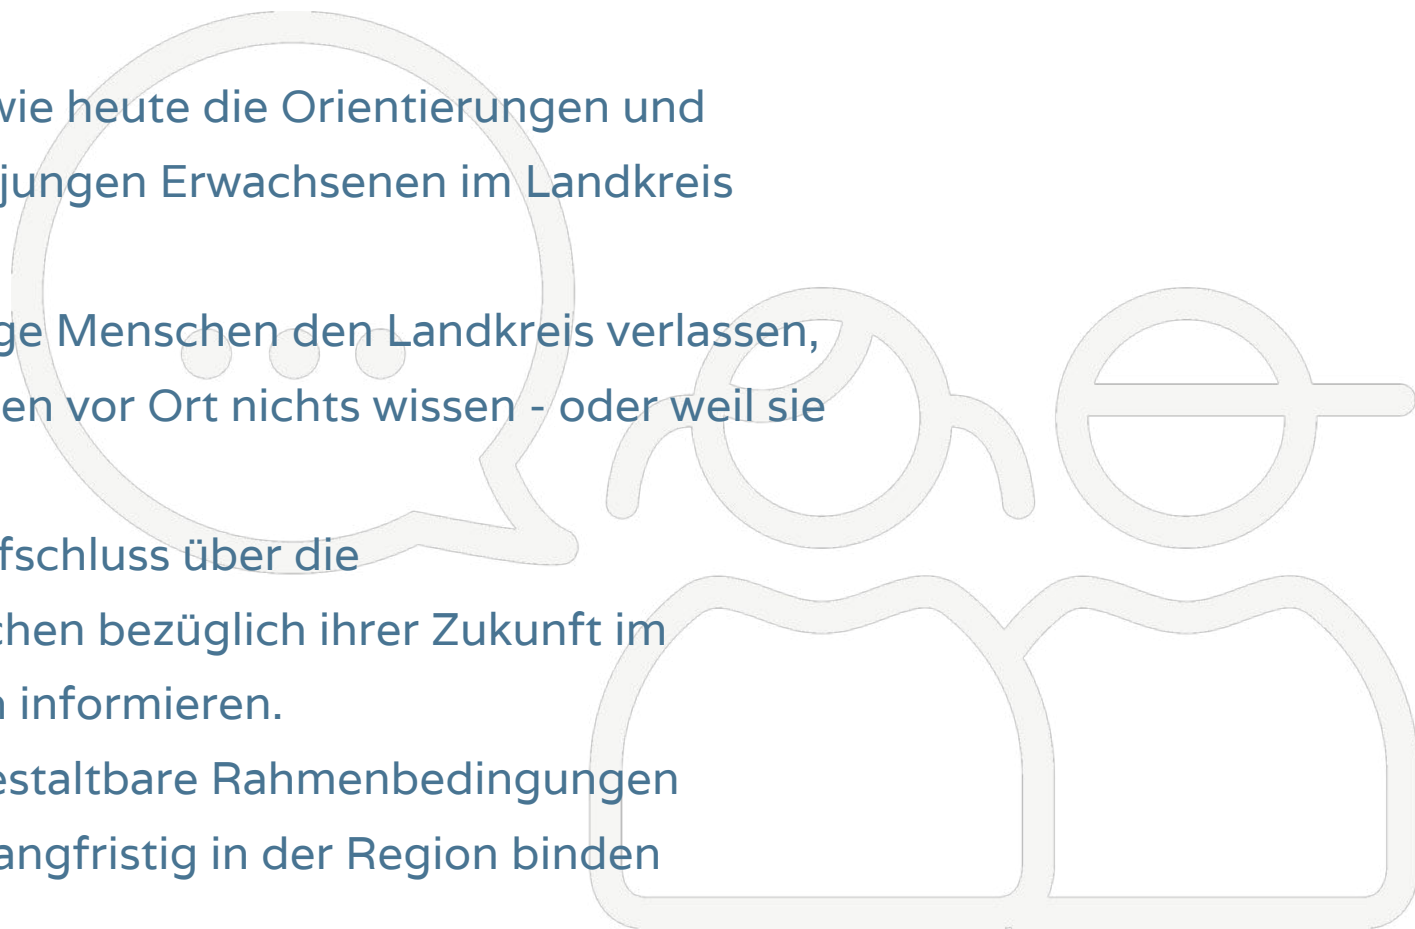 wie heute die Orientierungen und
jungen Erwachsenen im Landkreis
ge Menschen den Landkreis verlassen,
en vor Ort nichts wissen - oder weil sie
fschluss über die
chen bezüglich ihrer Zukunft im
informieren.
estaltbare Rahmenbedingungen
angfristig in der Region binden